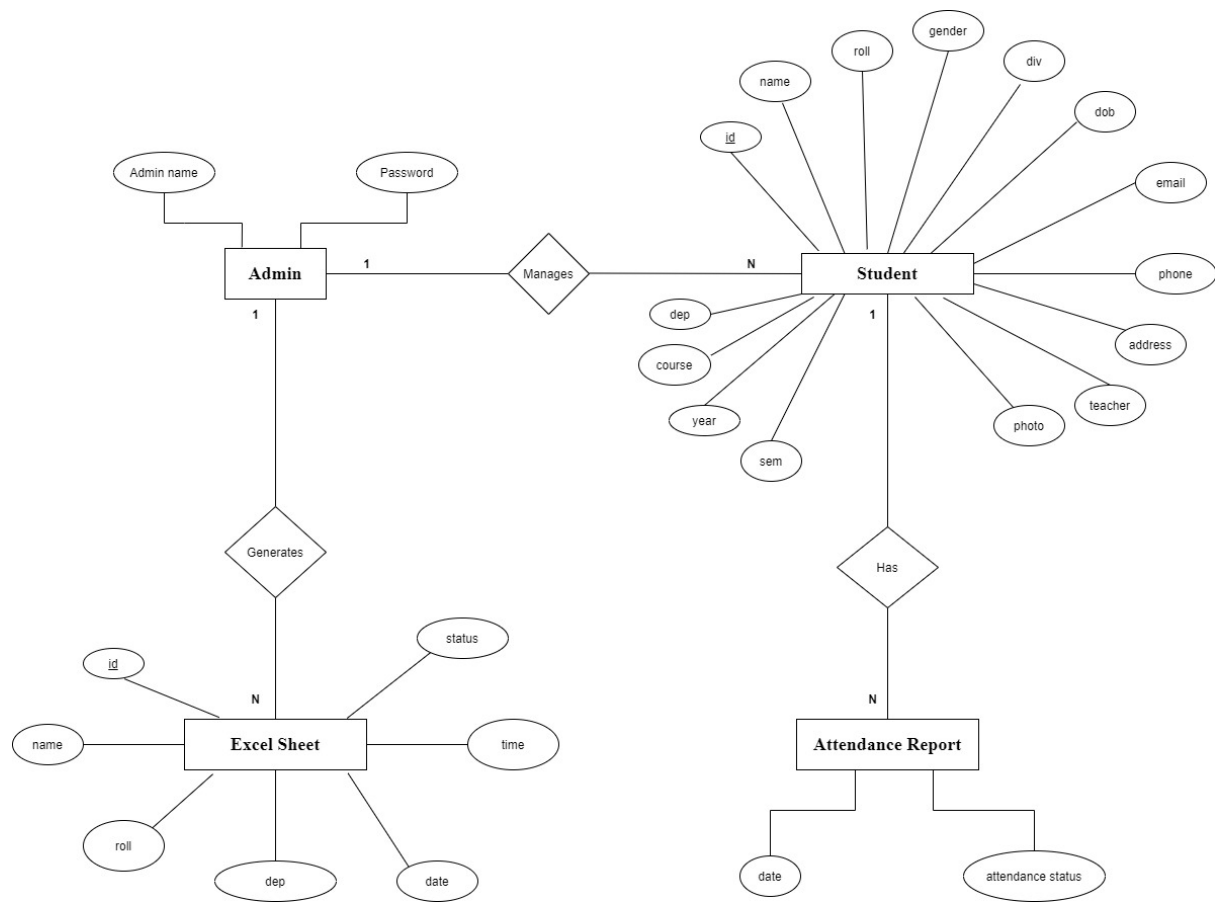 gender
roll
div
name
dob
id
Admin name
Password
email
Admin
1
Manages
N
Student
phone
dep
1
1
address
course
teacher
year
photo
sem
Generates
Has
status
id
N
N
name
Excel Sheet
time
Attendance Report
roll
dep
date
date
attendance status